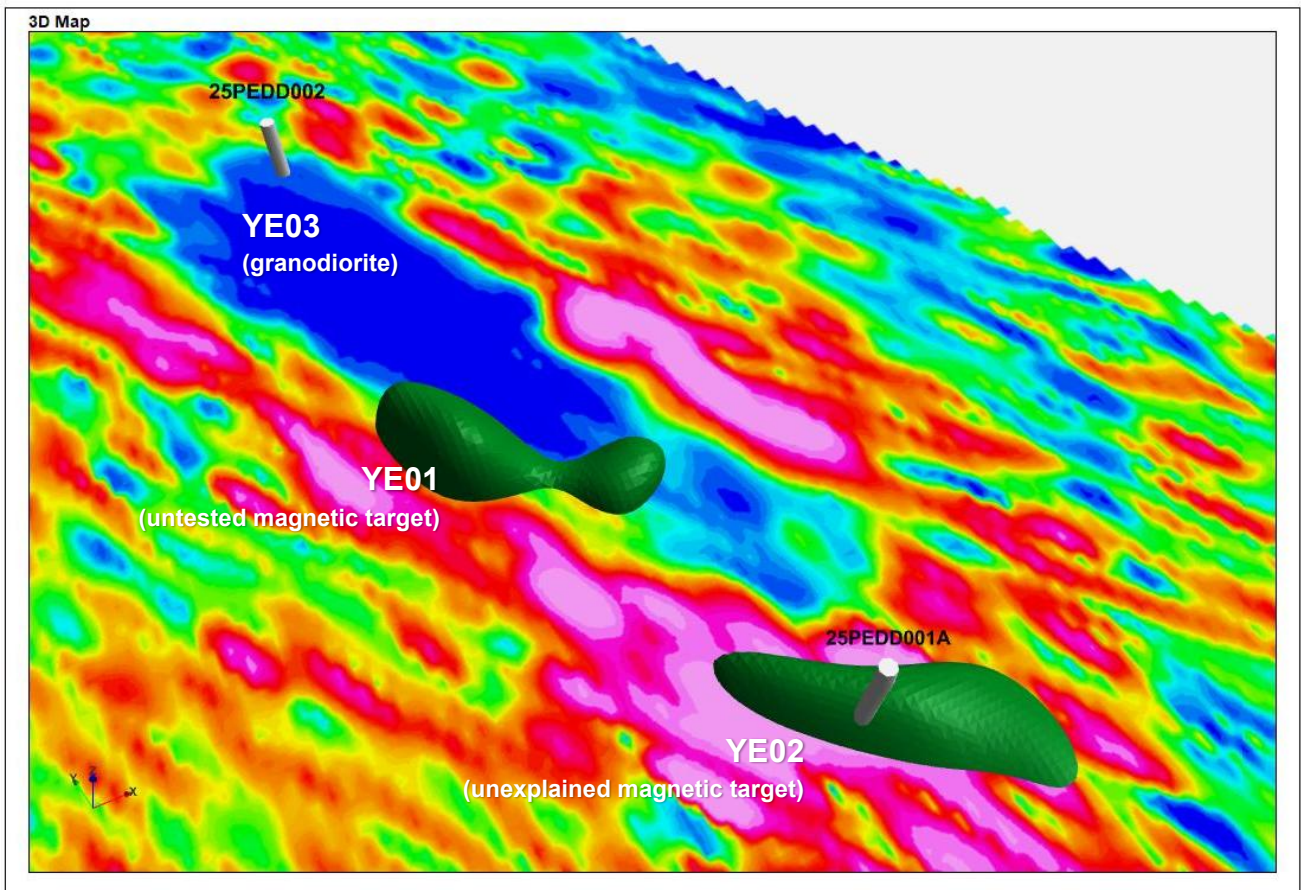 3D Map
25PEDD002
YE03
(granodiorite)
YE01
(untested magnetic target)
25PEDD001A
YE02
(unexplained magnetic target)
Y
Z
X